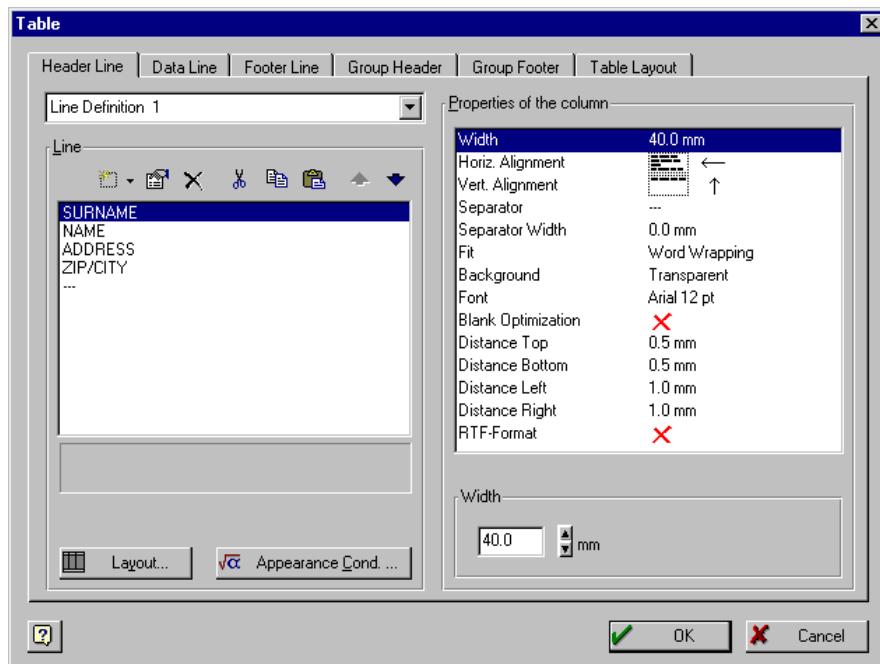 Table
Header Line Data Line Footer Line Group Header Group Footer Table Layout
Line Definition 1
Line
SURNAME
NAME
ADDRESS
ZIP/CITY
---
Layout...
√α Appearance Cond. ...
Properties of the column
Width 40.0 mm
Horiz. Alignment
Vert. Alignment
Separator ---
Separator Width 0.0 mm
Fit Word Wrapping
Background Transparent
Font Arial 12 pt
Blank Optimization
Distance Top 0.5 mm
Distance Bottom 0.5 mm
Distance Left 1.0 mm
Distance Right 1.0 mm
RTF-Format
Width
40.0 mm
?
OK
Cancel